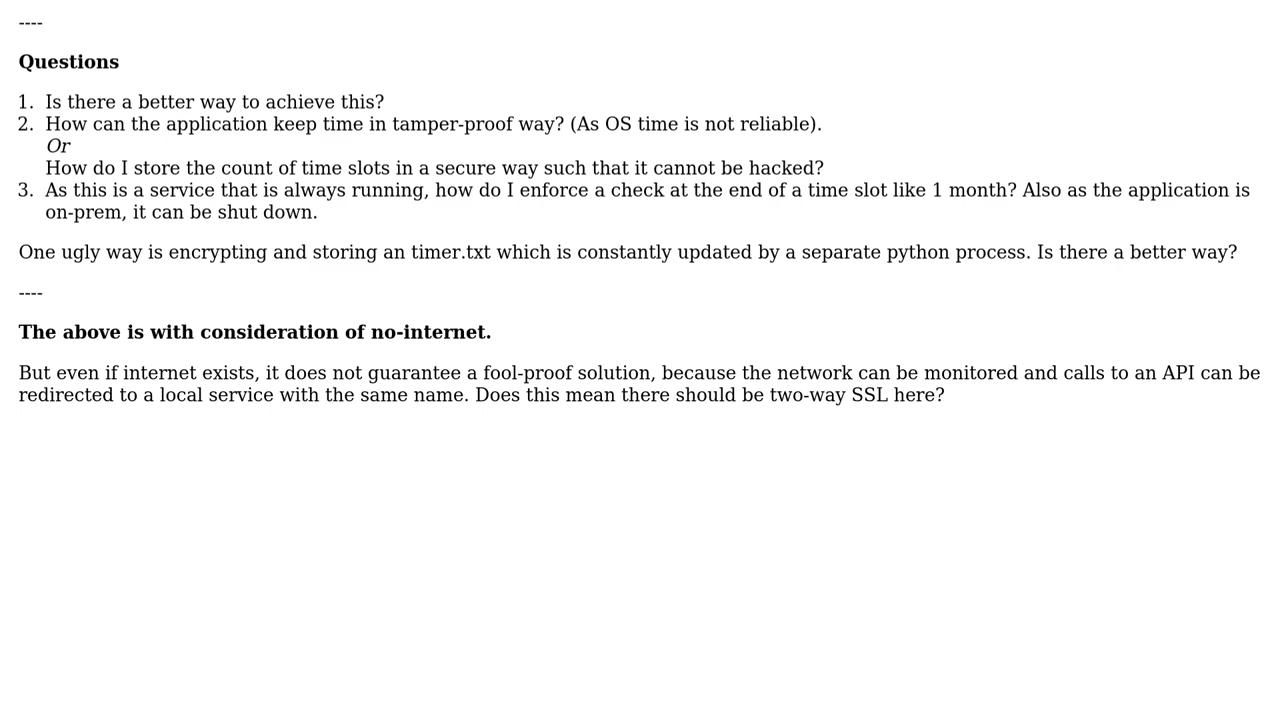 ----
Questions
1. Is there a better way to achieve this?
2. How can the application keep time in tamper-proof way? (As OS time is not reliable).
Or
How do I store the count of time slots in a secure way such that it cannot be hacked?
3. As this is a service that is always running, how do I enforce a check at the end of a time slot like 1 month? Also as the application is
on-prem, it can be shut down.
One ugly way is encrypting and storing an timer.txt which is constantly updated by a separate python process. Is there a better way?
----
The above is with consideration of no-internet.
But even if internet exists, it does not guarantee a fool-proof solution, because the network can be monitored and calls to an API can be
redirected to a local service with the same name. Does this mean there should be two-way SSL here?